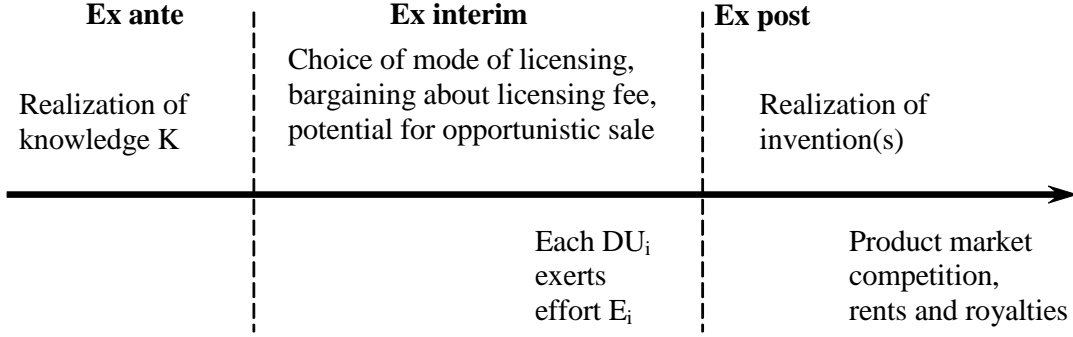 Ex ante
Ex interim
Ex post
Choice of mode of licensing,
bargaining about licensing fee,
potential for opportunistic sale
Realization of
knowledge K
Realization of
invention(s)
Each DUi
exerts
effort Ei
Product market
competition,
rents and royalties